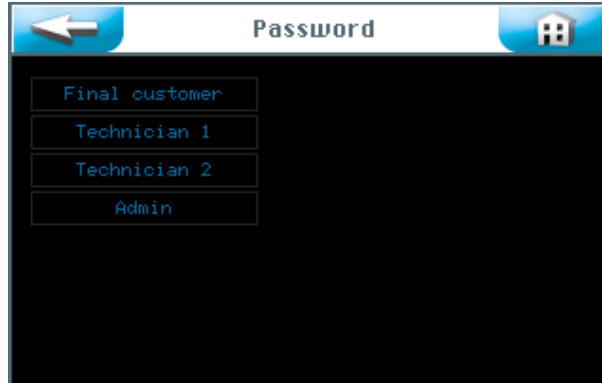 Password
Final customer
Technician 1
Technician 2
Admin